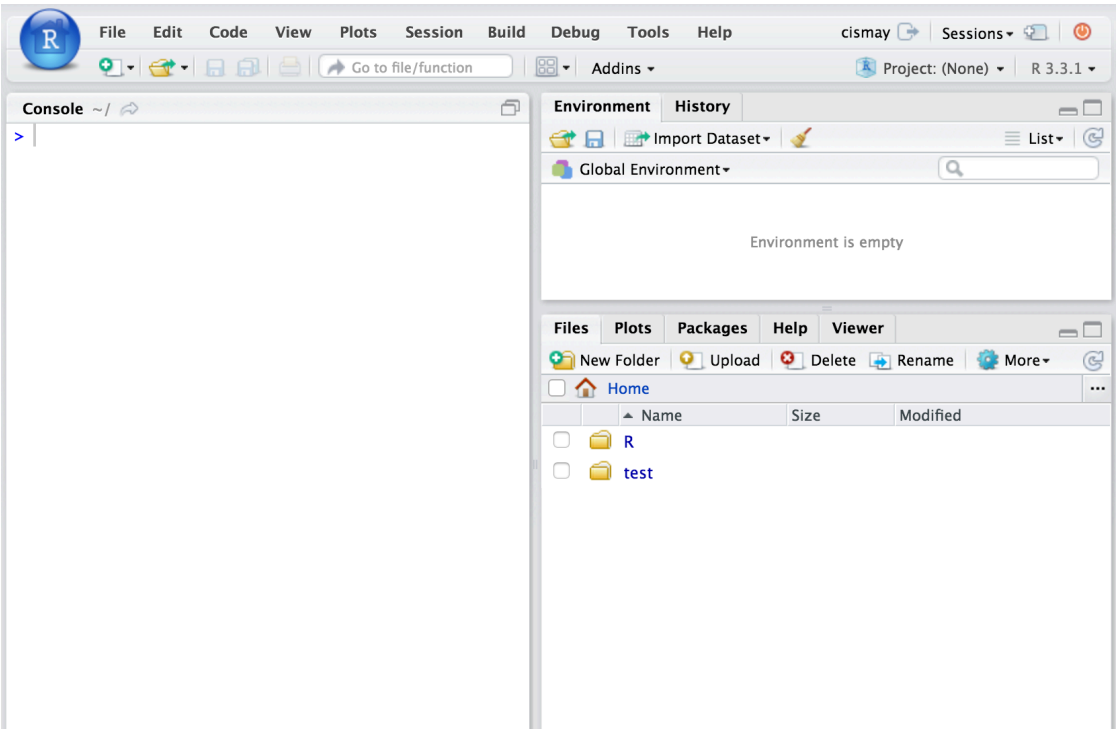 R File Edit Code View Plots Session Build Debug Tools Help cismay Sessions
Go to file/function Addins Project: (None) R 3.3.1
Console ~/
>
Environment History
Import Dataset List
Global Environment
Environment is empty
Files Plots Packages Help Viewer
New Folder Upload Delete Rename More
Home ...
Name Size Modified
R
test